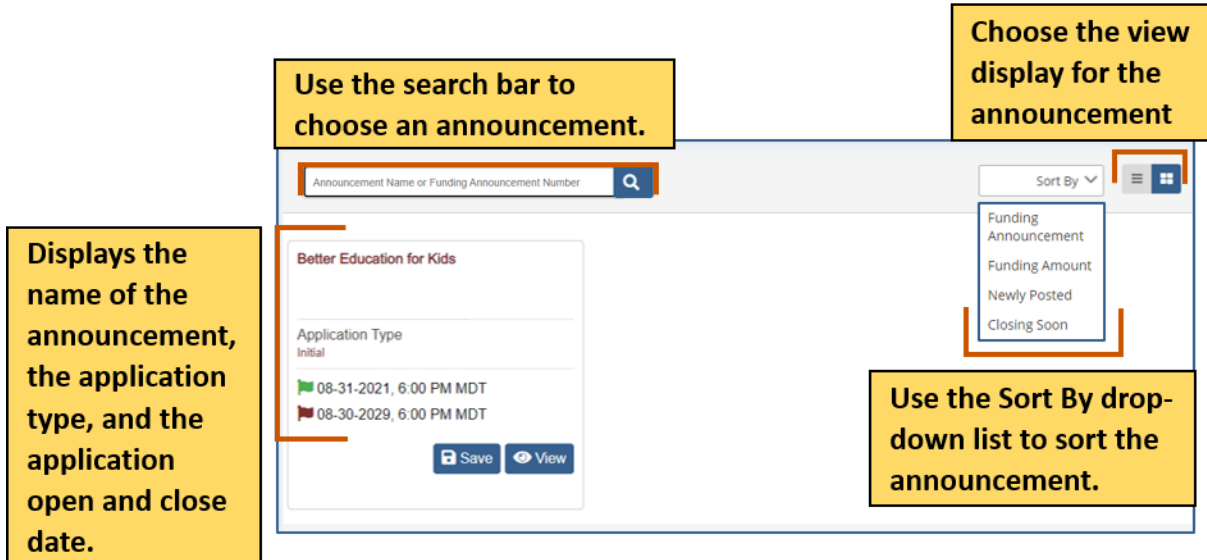 Choose the view
display for the
announcement
Use the search bar to
choose an announcement.
Announcement Name or Funding Announcement Number
Sort By
Funding
Announcement
Funding Amount
Newly Posted
Closing Soon
Displays the
name of the
announcement,
the application
type, and the
application
open and close
date.
Better Education for Kids
Application Type
Initial
08-31-2021, 6:00 PM MDT
08-30-2029, 6:00 PM MDT
Save
View
Use the Sort By drop-
down list to sort the
announcement.